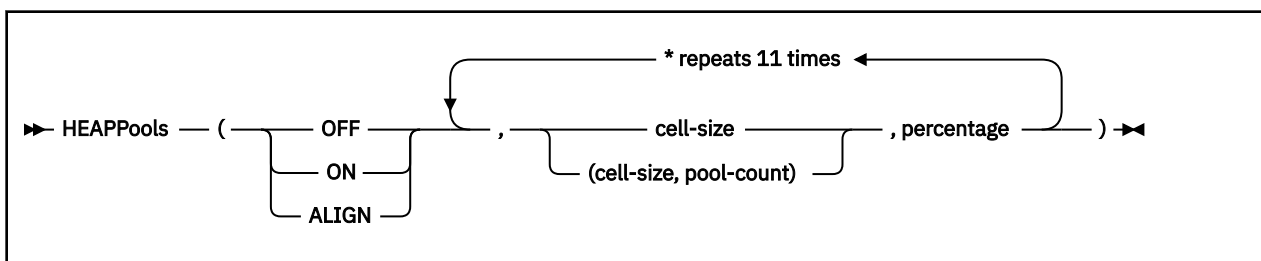 * repeats 11 times
HEAPPools ( OFF , cell-size , percentage )
ON (cell-size, pool-count)
ALIGN